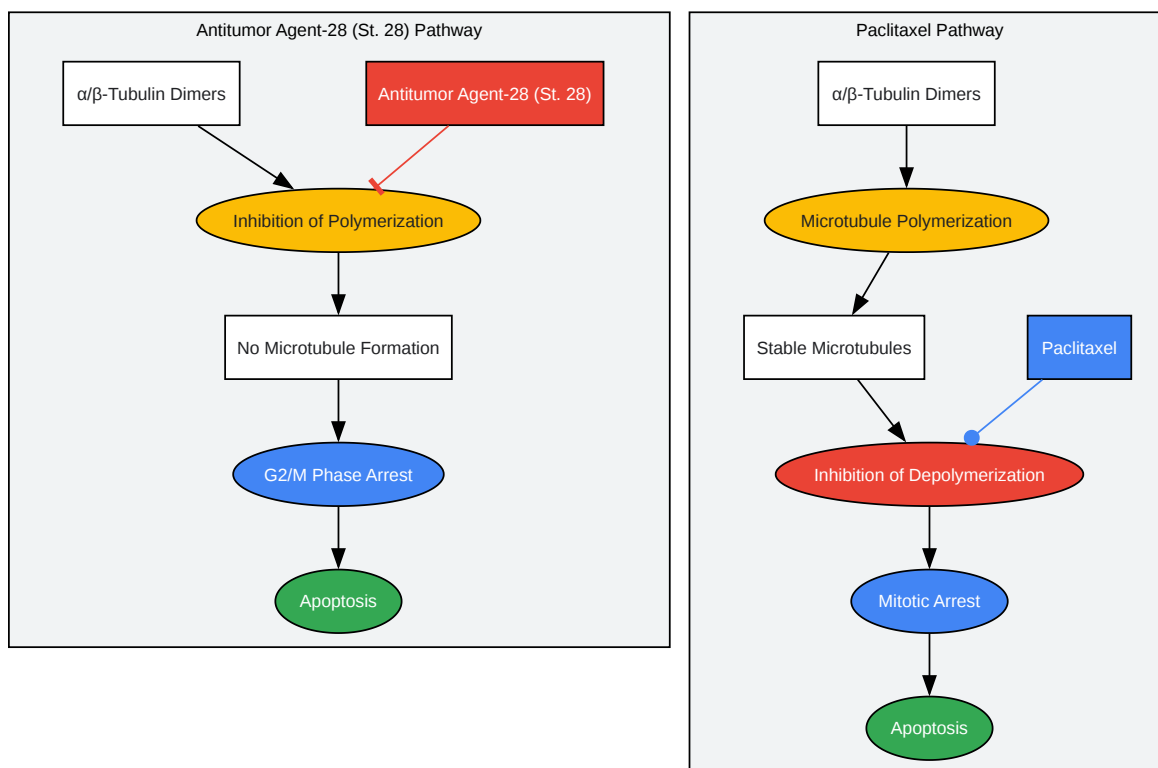 Antitumor Agent-28 (St. 28) Pathway
α/β-Tubulin Dimers
Antitumor Agent-28 (St. 28)
Inhibition of Polymerization
No Microtubule Formation
G2/M Phase Arrest
Apoptosis
Paclitaxel Pathway
α/β-Tubulin Dimers
Microtubule Polymerization
Stable Microtubules
Paclitaxel
Inhibition of Depolymerization
Mitotic Arrest
Apoptosis